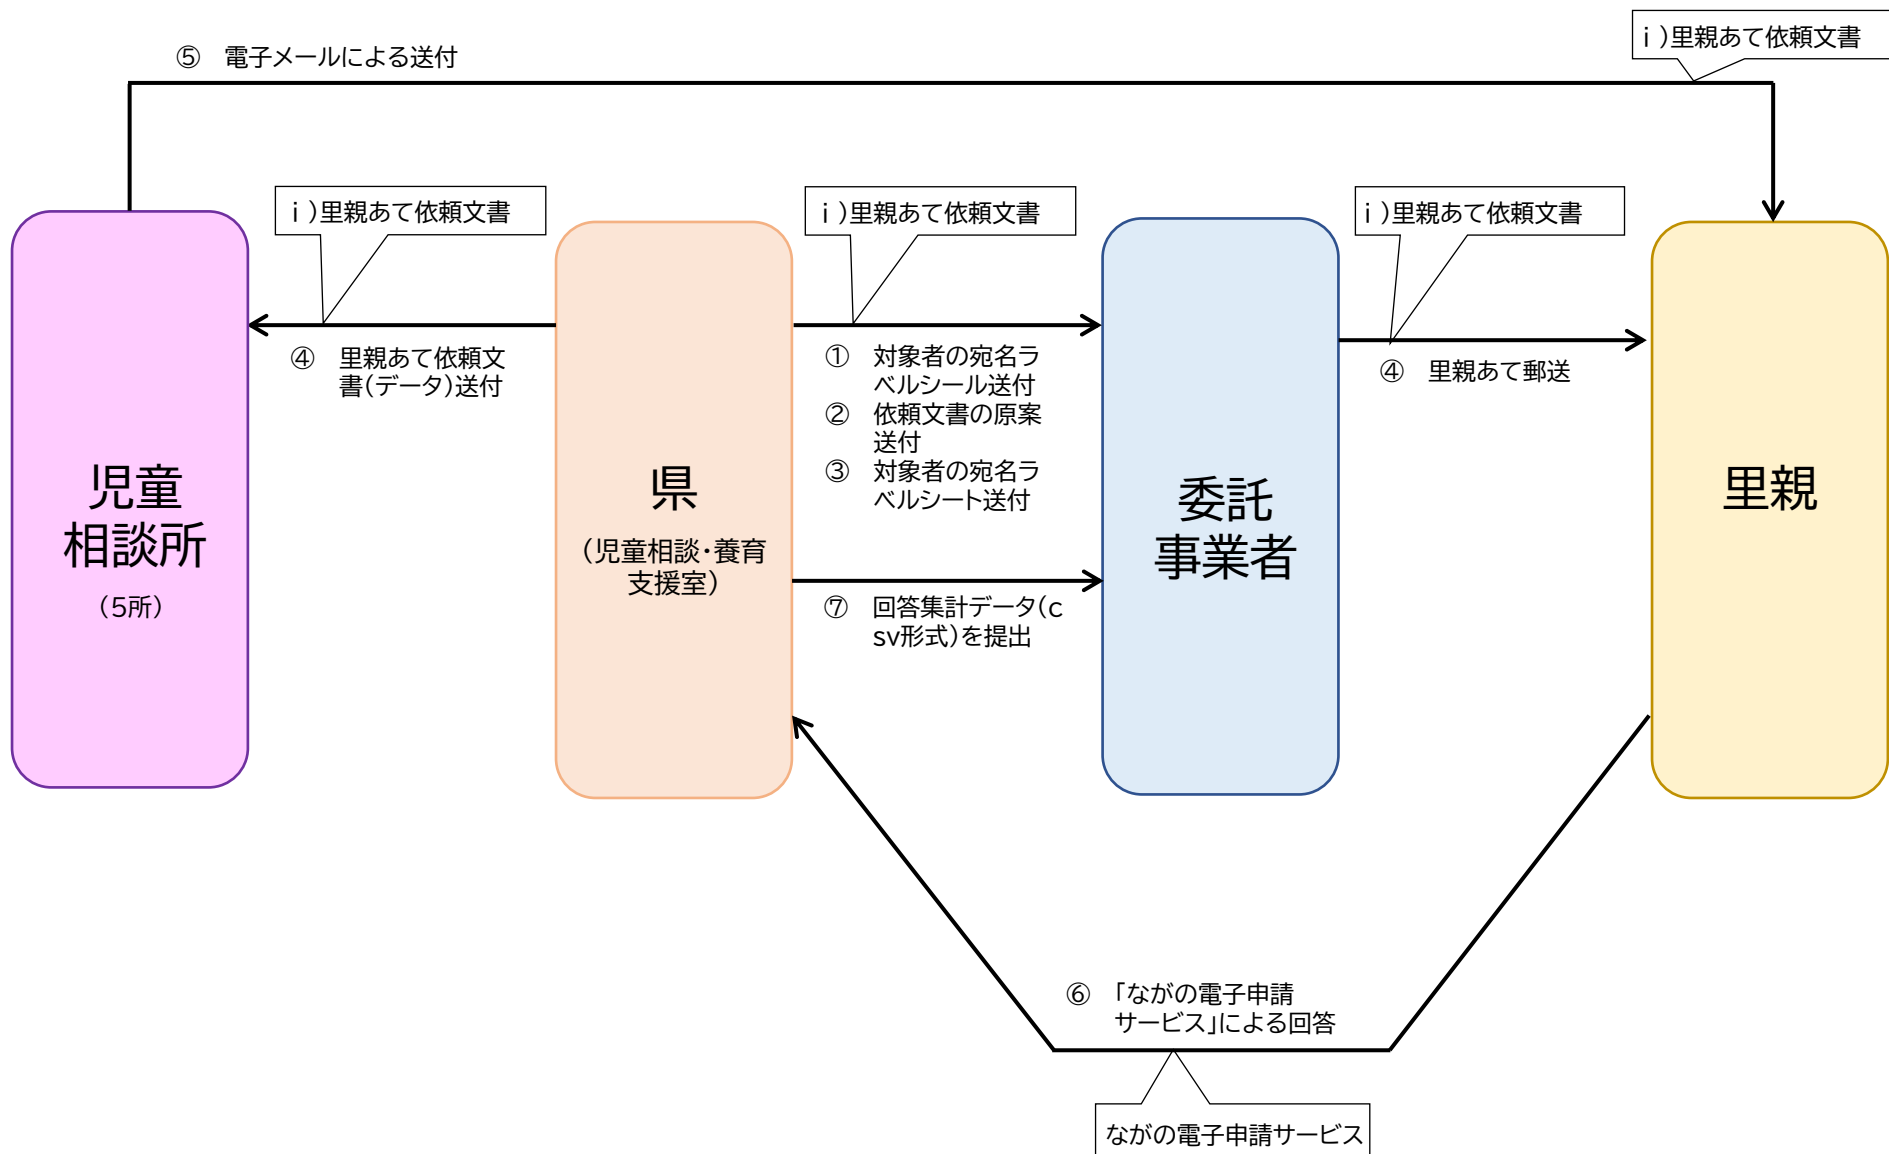 ⑤ 電子メールによる送付
ⅰ)里親あて依頼文書
ⅰ)里親あて依頼文書
ⅰ)里親あて依頼文書
ⅰ)里親あて依頼文書
④ 里親あて依頼文
書(データ)送付
① 対象者の宛名ラ
ベルシール送付
② 依頼文書の原案
送付
③ 対象者の宛名ラ
ベルシート送付
④ 里親あて郵送
児童
相談所
(5所)
県
(児童相談・養育
支援室)
委託
事業者
里親
⑦ 回答集計データ(c
sv形式)を提出
⑥ 「ながの電子申請
サービス」による回答
ながの電子申請サービス